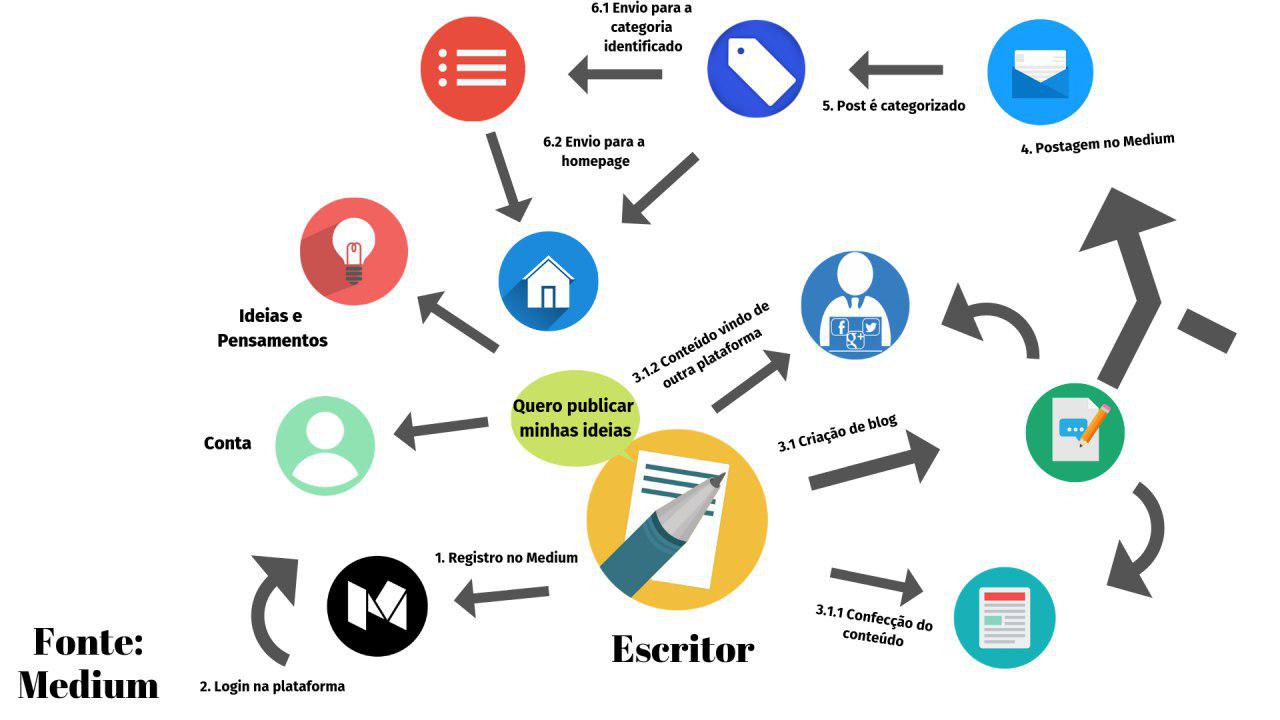 6.1 Envio para a
categoria
identificado
5. Post é categorizado
4. Postagem no Medium
6.2 Envio para a
homepage
Ideias e
Pensamentos
3.1.2 Conteúdo vindo de
outra plataforma
Quero publicar
minhas ideias
Conta
3.1 Criação de blog
1. Registro no Medium
3.1.1 Confecção do
conteúdo
Escritor
Fonte:
Medium
2. Login na plataforma